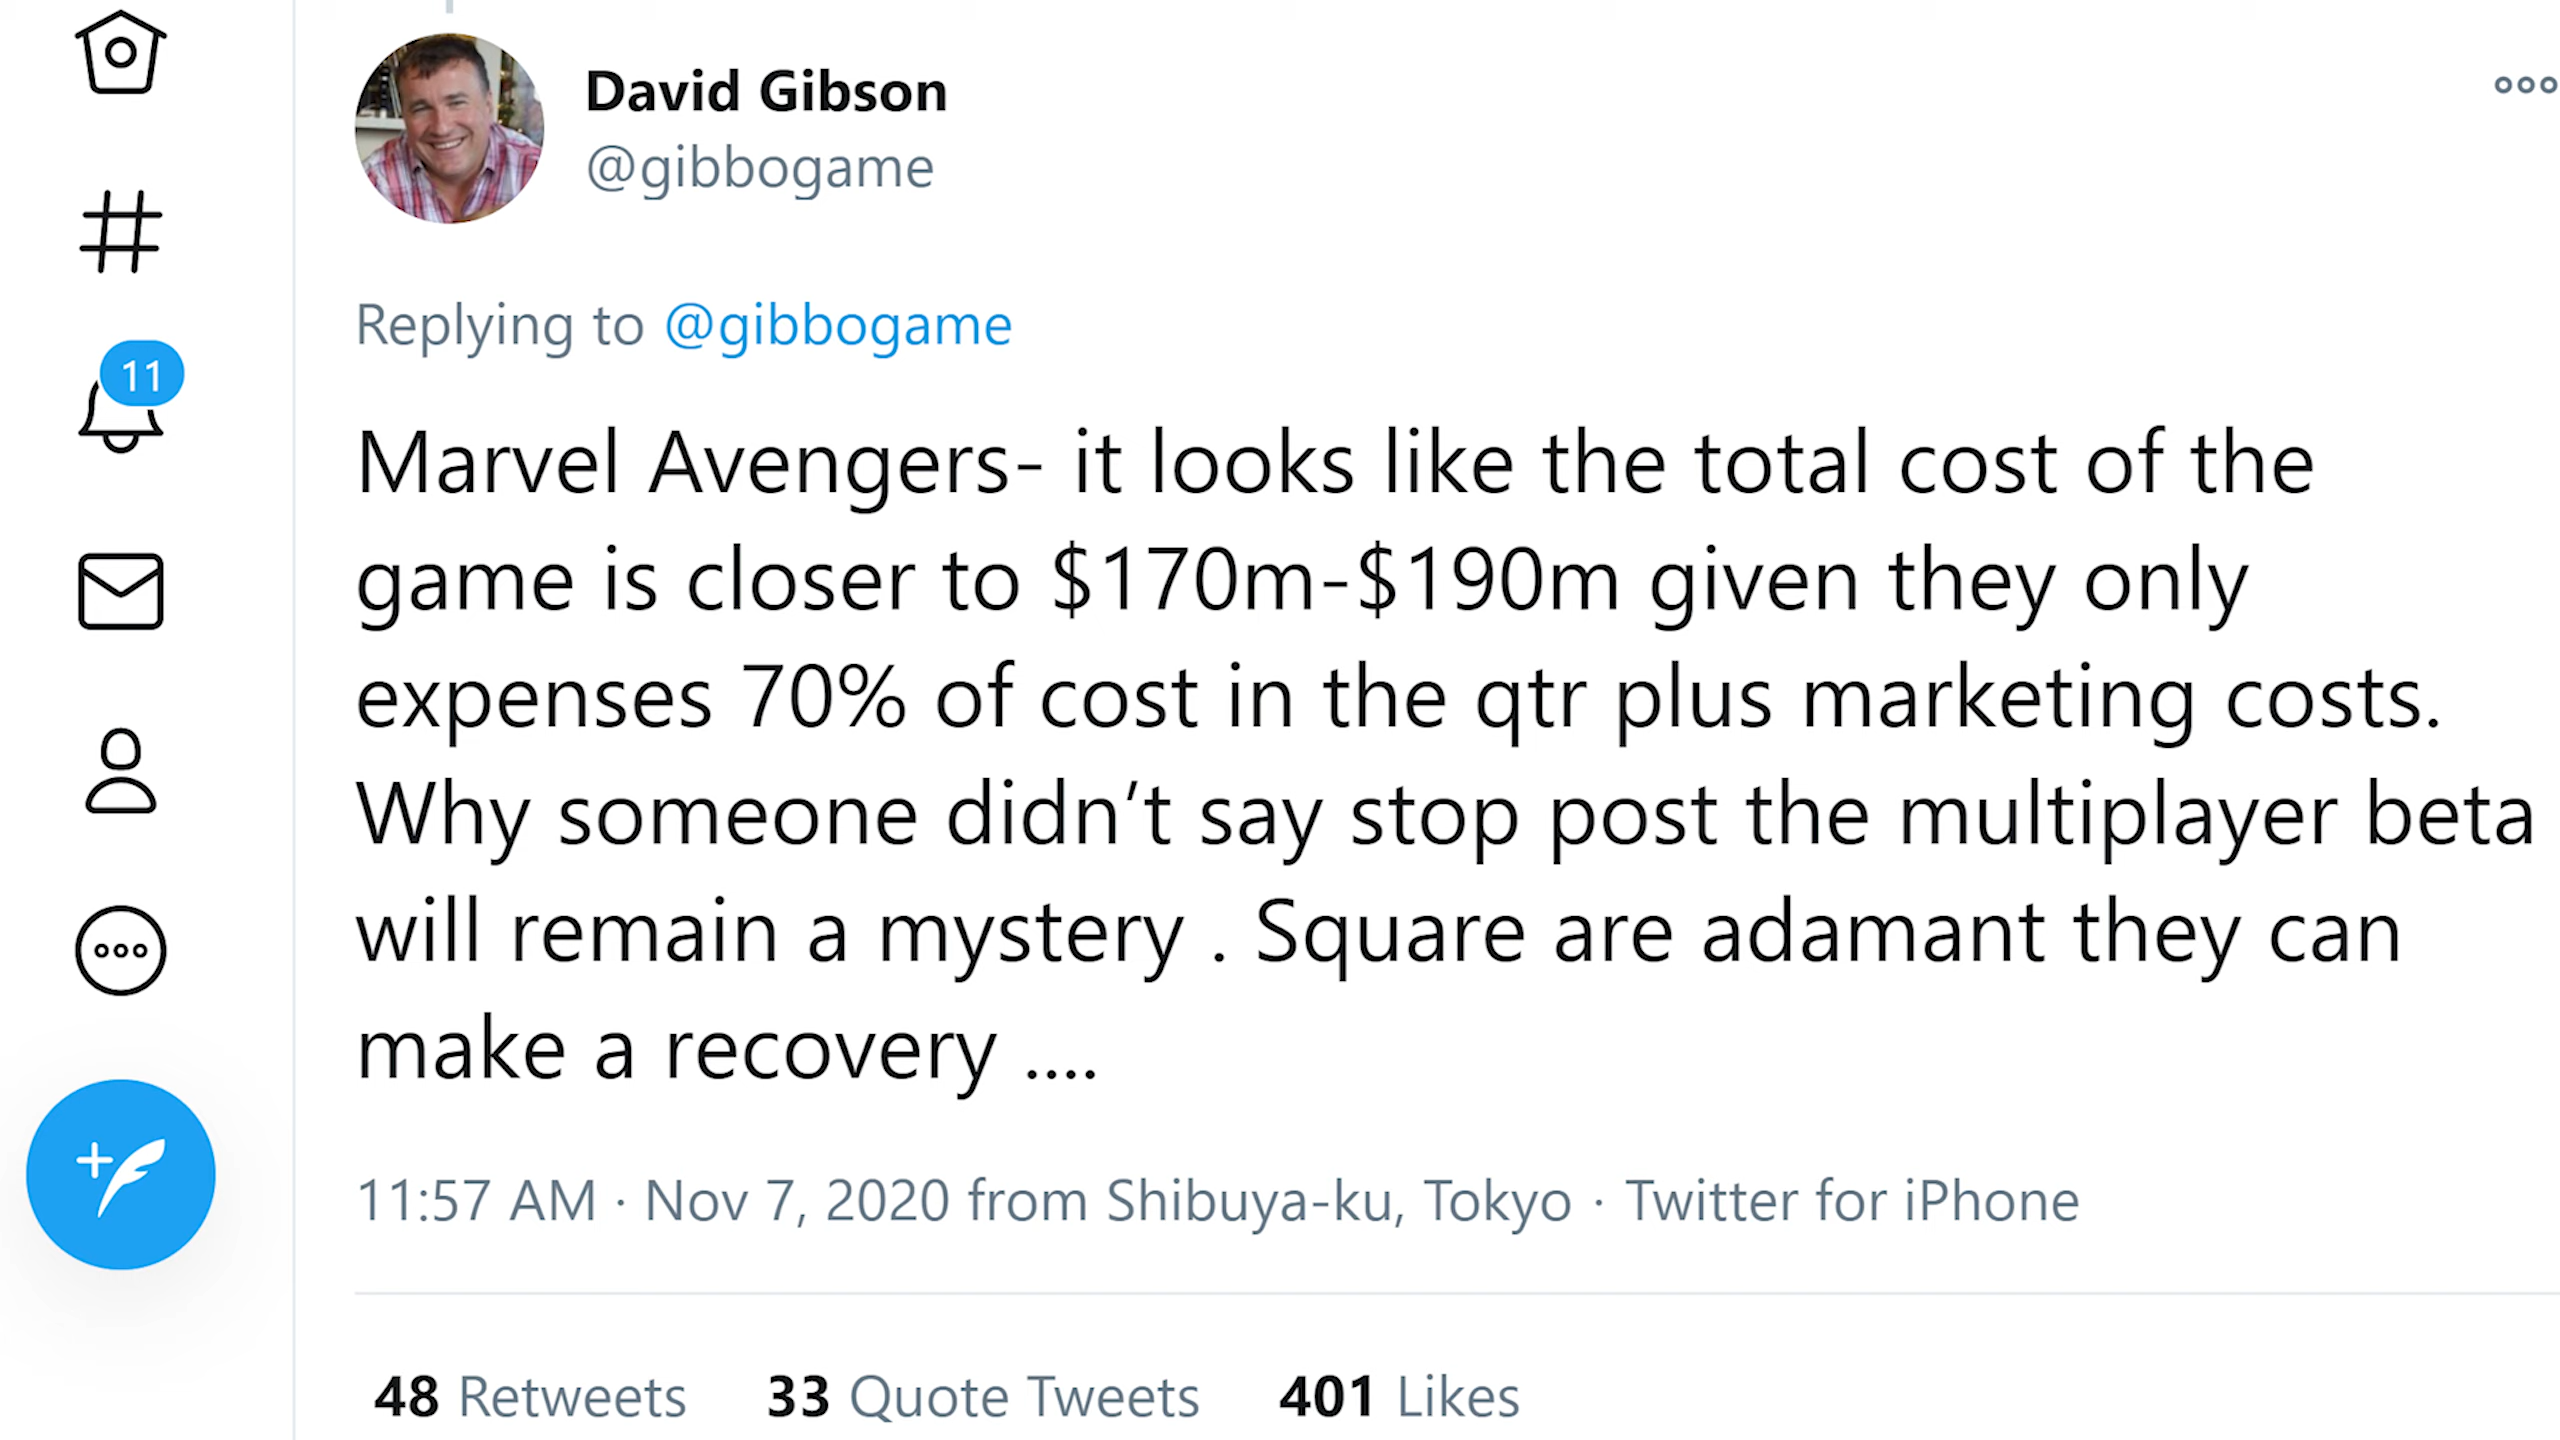 David Gibson
@gibbogame
Replying to @gibbogame
11
Marvel Avengers- it looks like the total cost of the
game is closer to $170m-$190m given they only
expenses 70% of cost in the qtr plus marketing costs.
Why someone didn’t say stop post the multiplayer beta
will remain a mystery . Square are adamant they can
make a recovery ....
11:57 AM · Nov 7, 2020 from Shibuya-ku, Tokyo · Twitter for iPhone
48 Retweets 33 Quote Tweets 401 Likes